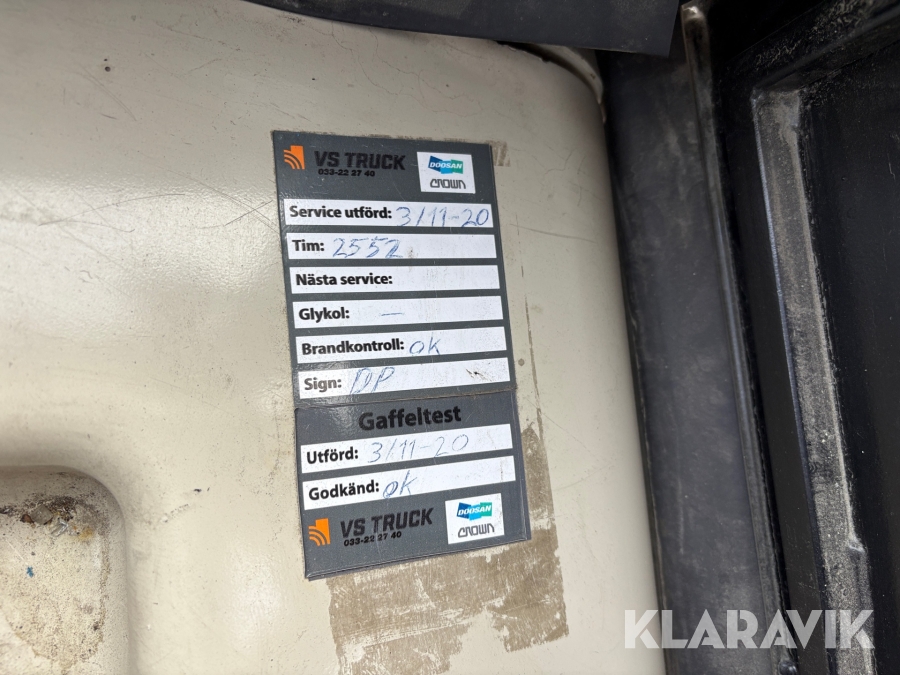 VS TRUCK
033-22 27 40
DOOSAN
CROWN
Service utförd: 3/11-20
Tim: 2552
Nästa service:
Glykol: —
Brandkontroll: ok
Sign: DP
Gaffeltest
Utförd: 3/11-20
Godkänd: ok
VS TRUCK
033-22 27 40
DOOSAN
CROWN
KLARAVIK